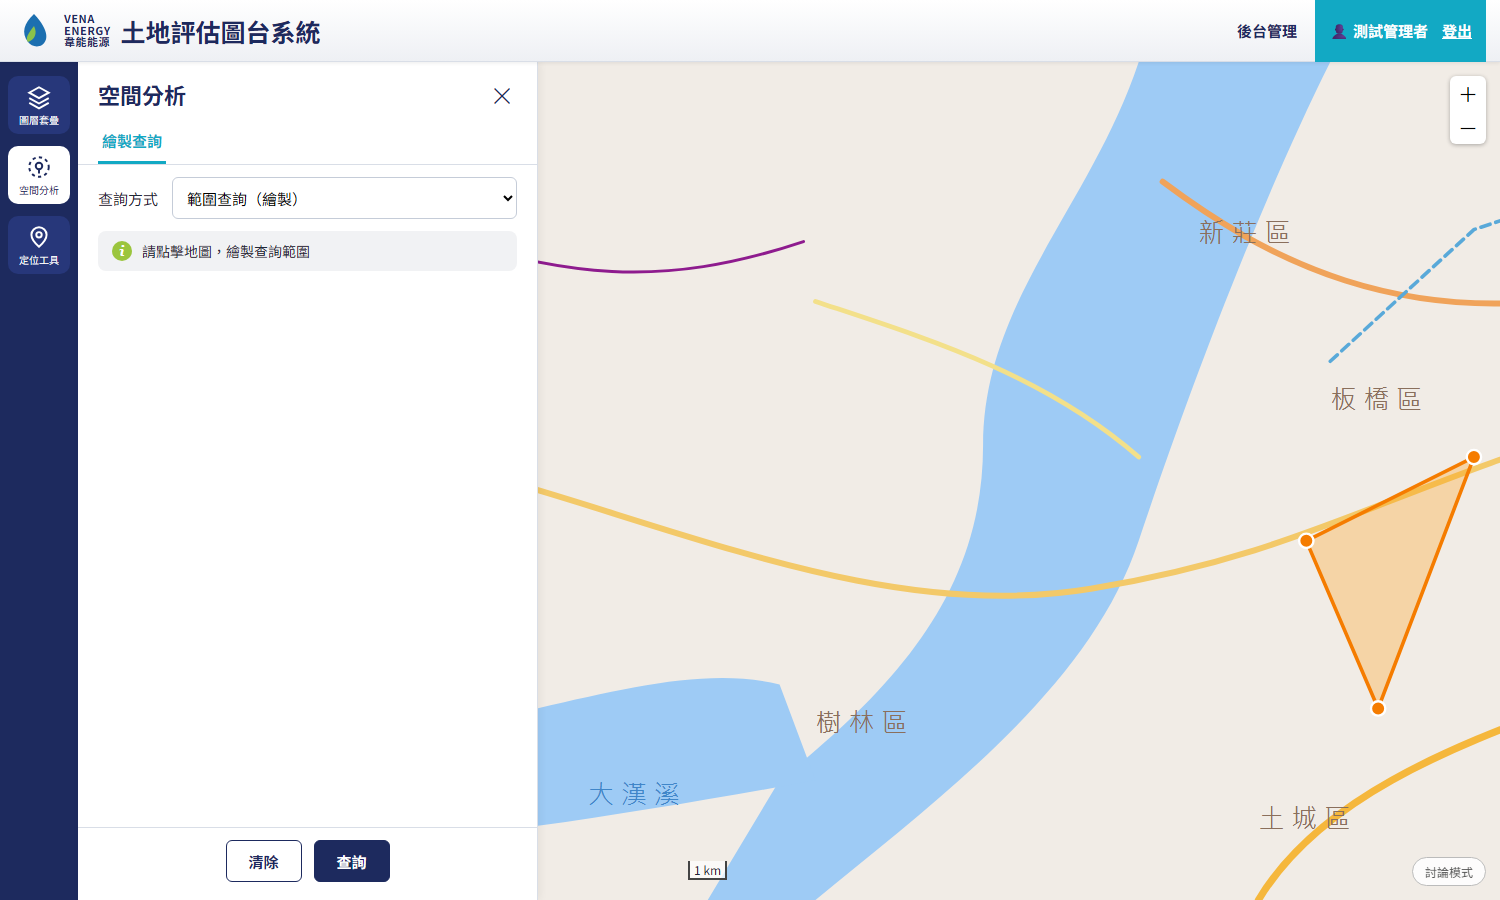 VENA
ENERGY
韋能能源
土地評估圖台系統
後台管理
測試管理者
登出
圖層套疊
空間分析
定位工具
空間分析
繪製查詢
查詢方式
範圍查詢（繪製）
請點擊地圖，繪製查詢範圍
清除
查詢
新莊區
板橋區
樹林區
大漢溪
土城區
1 km
討論模式